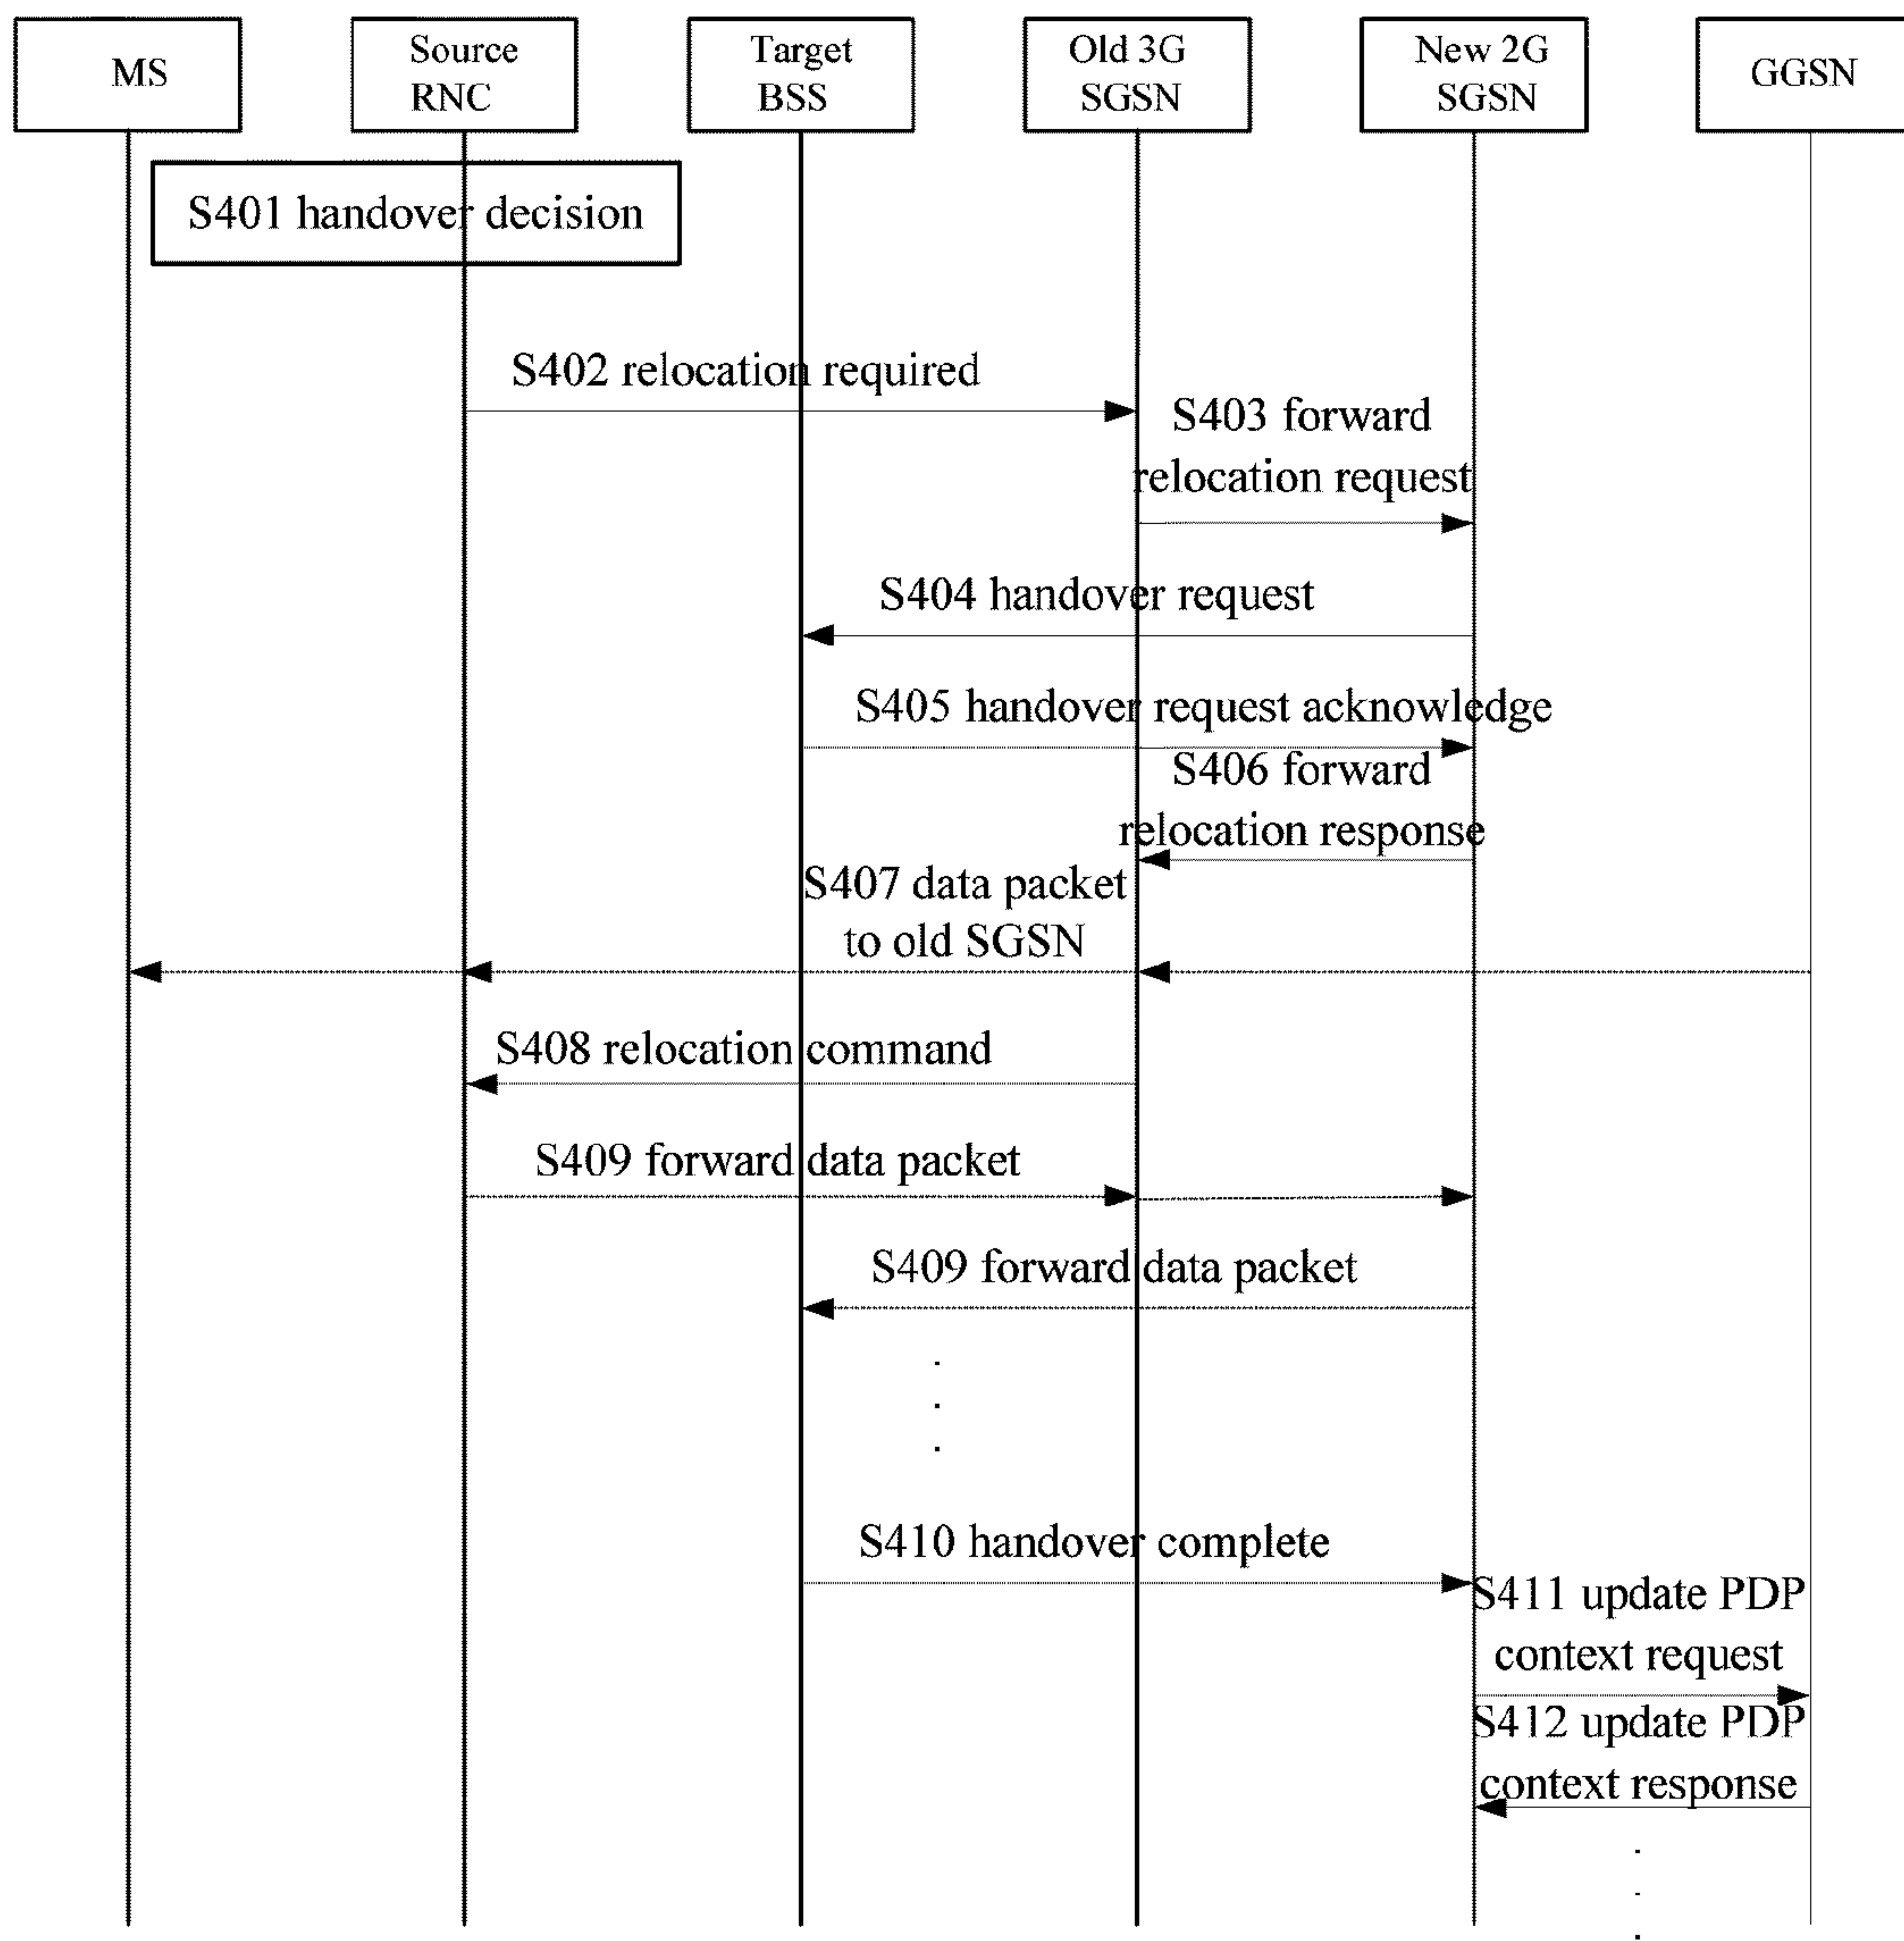 MS
Source
RNC
Target
BSS
Old 3G
SGSN
New 2G
SGSN
GGSN
S401 handover decision
S402 relocation required
S403 forward
relocation request
S404 handover request
S405 handover request acknowledge
S406 forward
relocation response
S407 data packet
to old SGSN
S408 relocation command
S409 forward data packet
S409 forward data packet
S410 handover complete
S411 update PDP
context request
S412 update PDP
context response